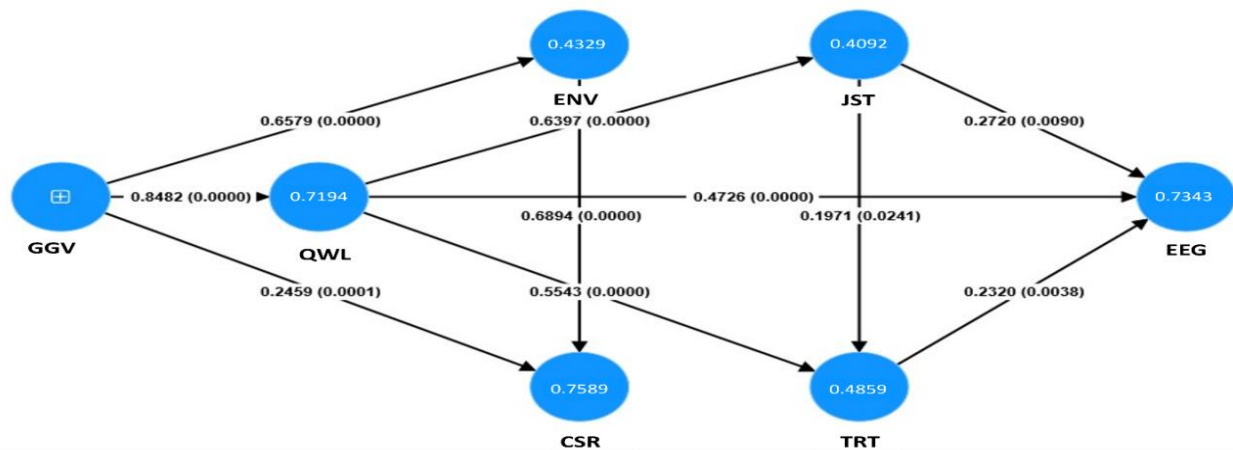 0.4329
0.4092
ENV
JST
0.6579 (0.0000)
0.6397 (0.0000)
0.2720 (0.0090)
0.8482 (0.0000)
0.7194
0.4726 (0.0000)
0.7343
0.6894 (0.0000)
0.1971 (0.0241)
GGV
QWL
EEG
0.2459 (0.0001)
0.5543 (0.0000)
0.2320 (0.0038)
0.7589
0.4859
CSR
TRT